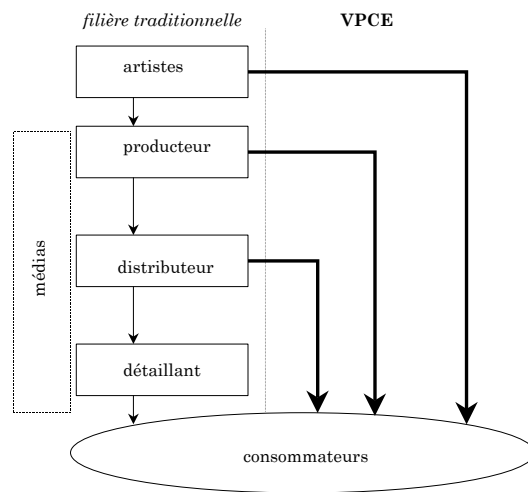 filière traditionnelle
VPCE
artistes
producteur
médias
distributeur
détaillant
consommateurs